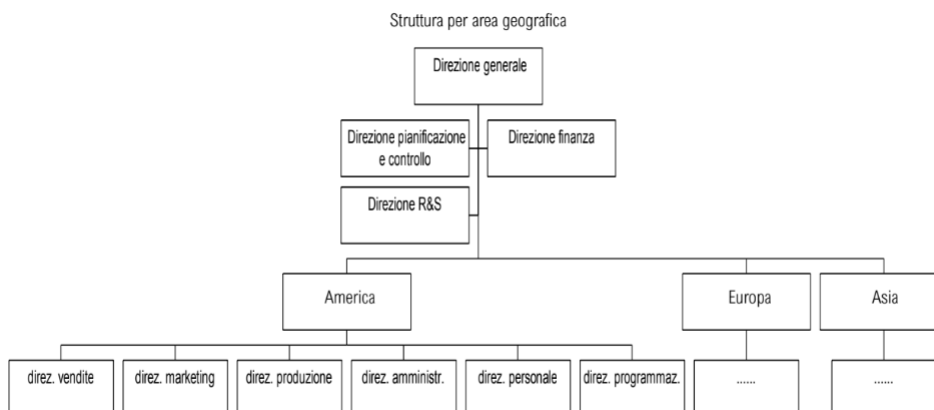 Struttura per area geografica
Direzione generale
Direzione pianificazione
e controllo
Direzione finanza
Direzione R&S
America
Europa
Asia
direz. vendite
direz. marketing
direz. produzione
direz. amministr.
direz. personale
direz. programmaz.
......
......